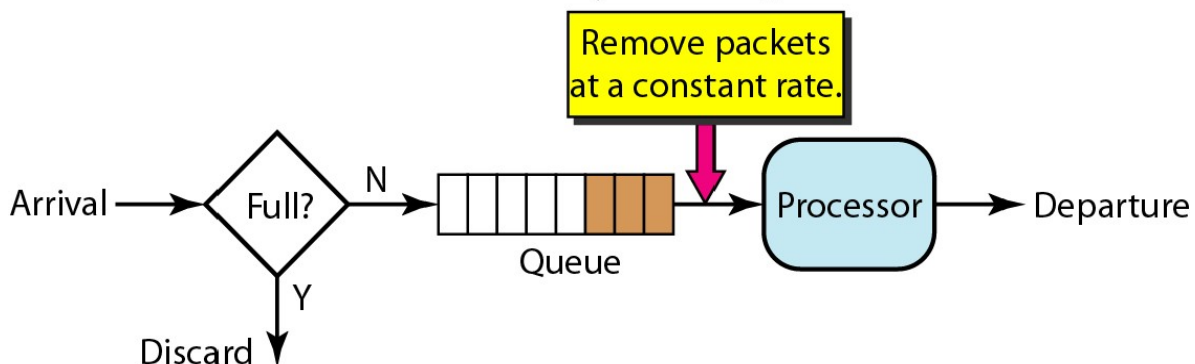 Remove packets
at a constant rate.
Arrival
Full?
N
Queue
Processor
Departure
Y
Discard